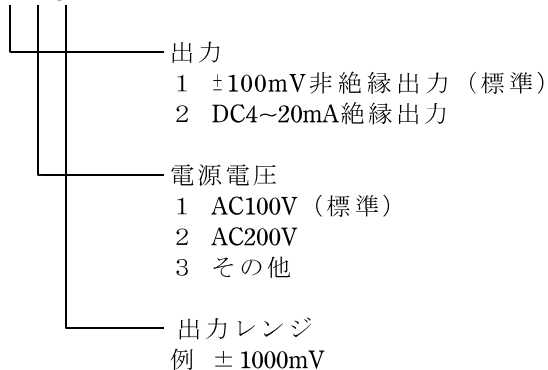 出力
1 ±100mV非絶縁出力（標準）
2 DC4~20mA絶縁出力
電源電圧
1 AC100V（標準）
2 AC200V
3 その他
出力レンジ
例 ±1000mV